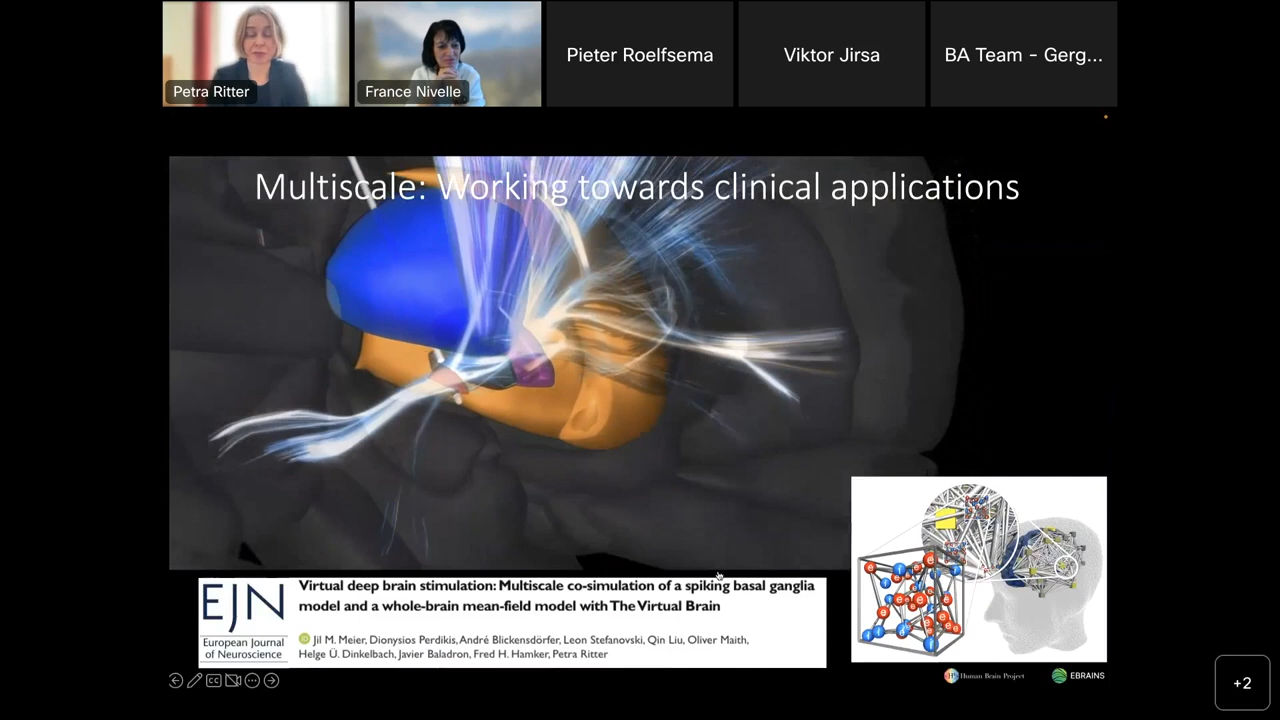 Petra Ritter
France Nivelle
Pieter Roelfsema
Viktor Jirsa
BA Team - Gerg...
Multiscale: Working towards clinical applications
EJN
European Journal
of Neuroscience
Virtual deep brain stimulation: Multiscale co-simulation of a spiking basal ganglia
model and a whole-brain mean-field model with The Virtual Brain
iD Jil M. Meier, Dionysios Perdikis, André Blickensdörfer, Leon Stefanovski, Qin Liu, Oliver Maith,
Helge Ü. Dinkelbach, Javier Baladron, Fred H. Hamker, Petra Ritter
CC
Human Brain Project
EBRAINS
+2